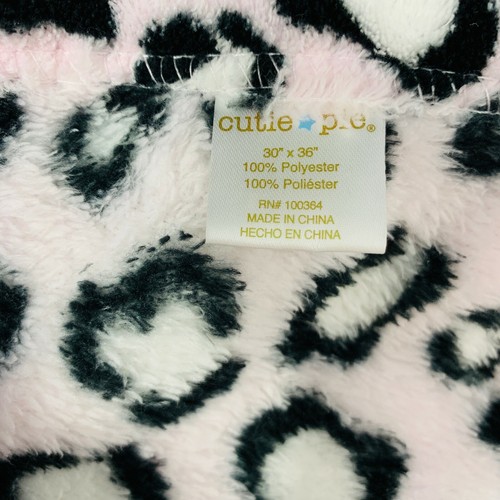 cutie pie®
30" x 36"
100% Polyester
100% Poliéster
RN# 100364
MADE IN CHINA
HECHO EN CHINA